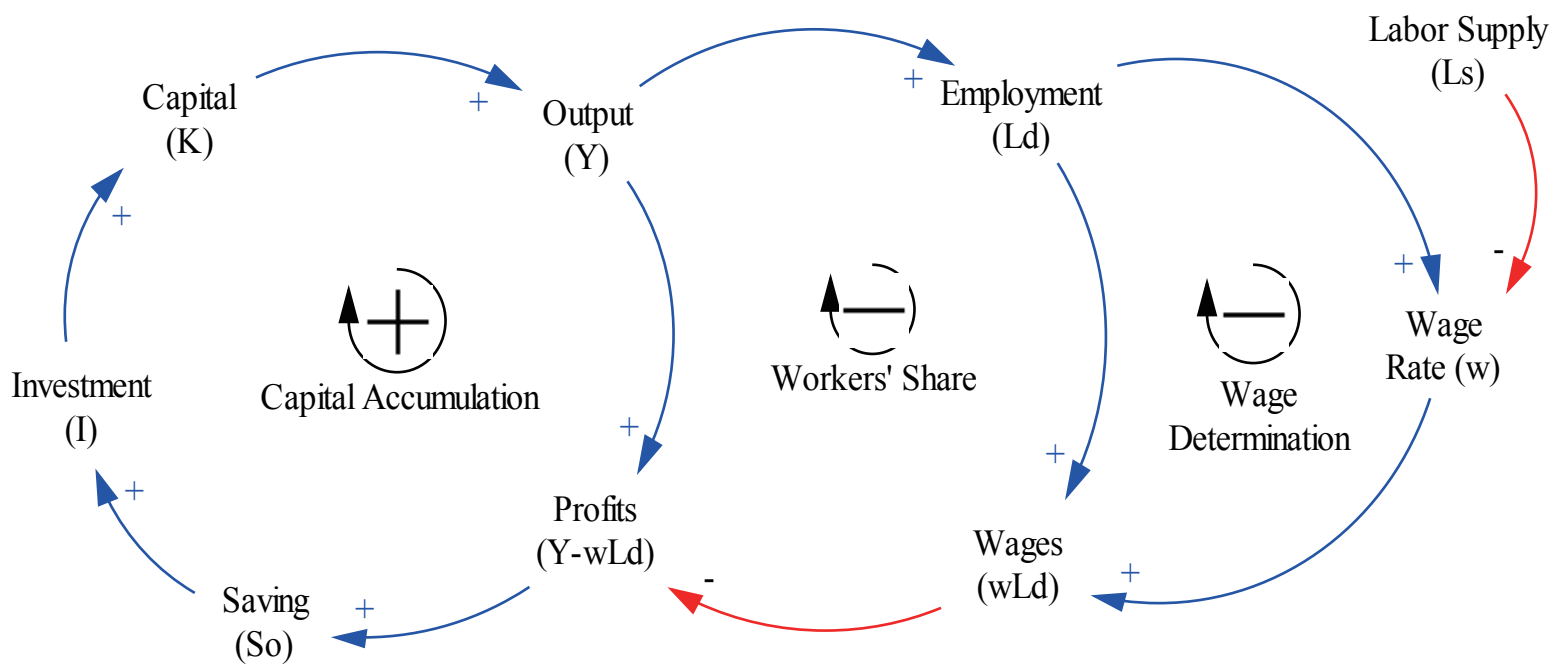 Labor Supply
(Ls)
Capital
(K)
+
Output
(Y)
+
Employment
(Ld)
+
+
-
Wage
Rate (w)
+
Capital Accumulation
Workers' Share
Wage
Determination
Investment
(I)
+
+
+
Profits
(Y-wLd)
-
Wages
(wLd)
+
Saving
(So)
+
+
−
−